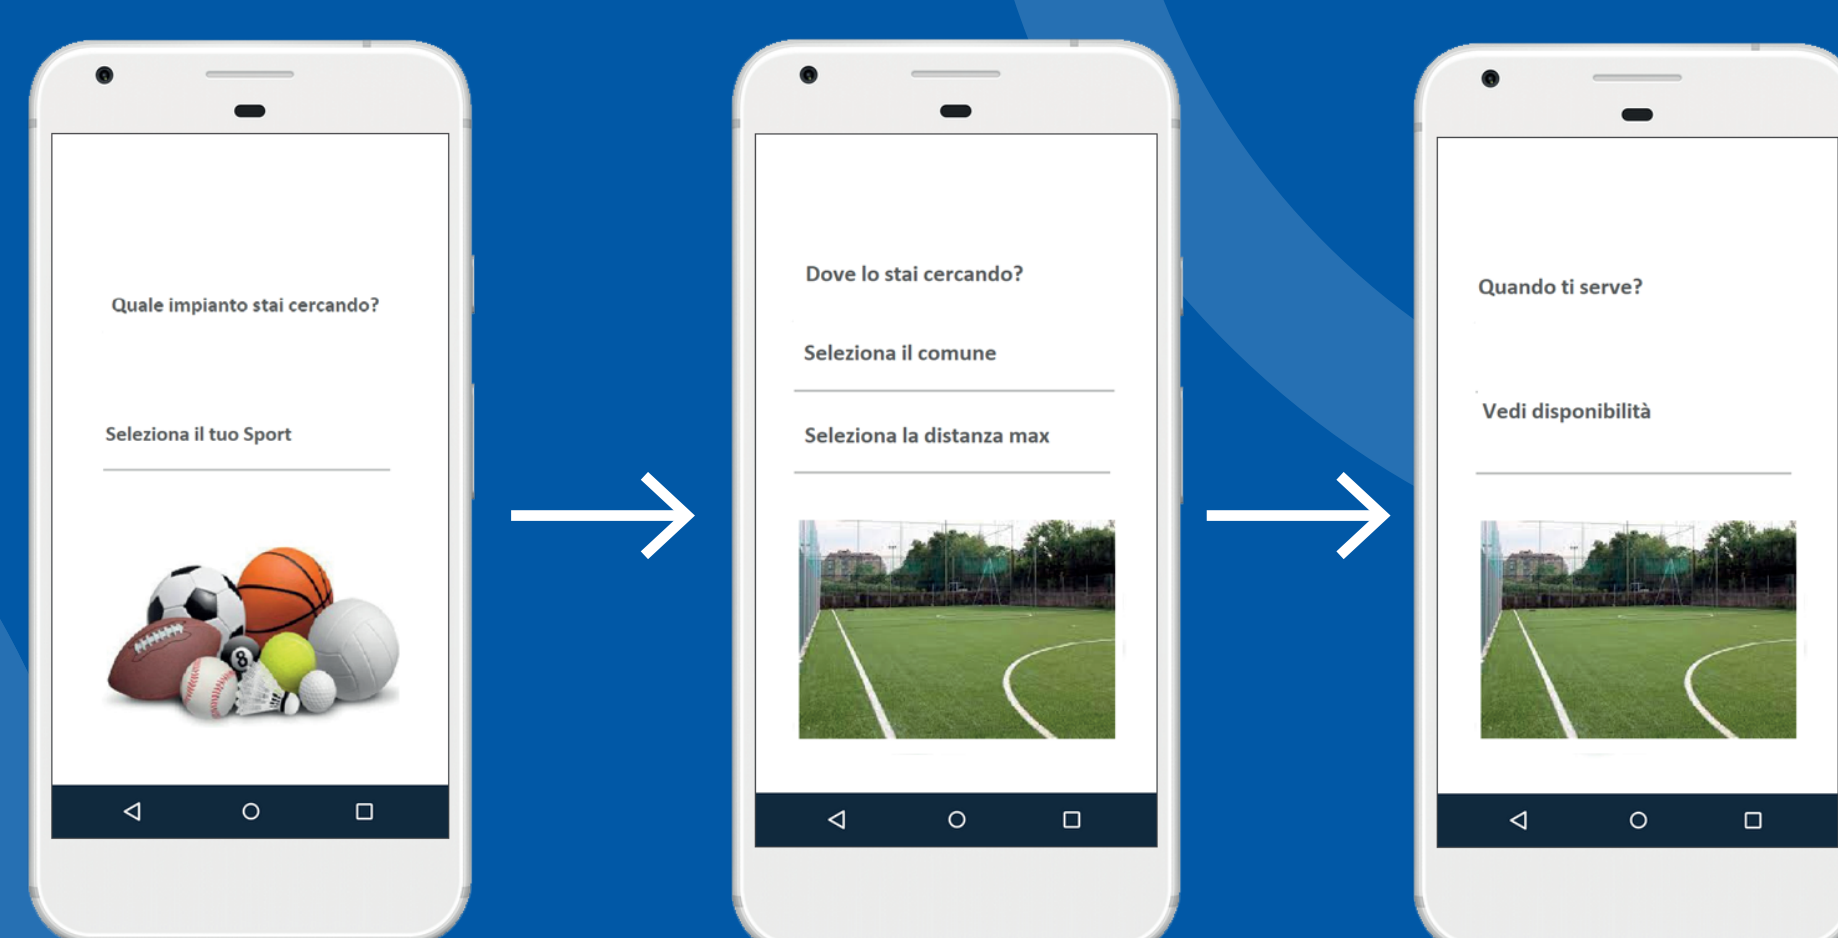 Quale impianto stai cercando?
Seleziona il tuo Sport
8
Dove lo stai cercando?
Seleziona il comune
Seleziona la distanza max
Quando ti serve?
Vedi disponibilità